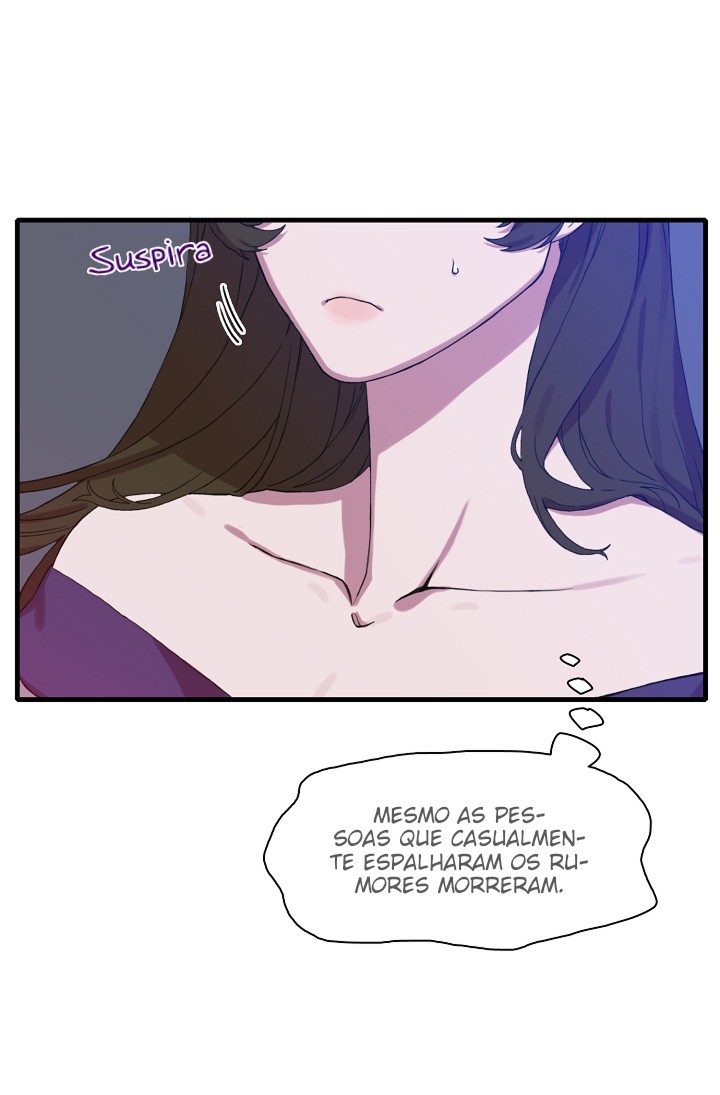 Suspira
MESMO AS PES-
SOAS QUE CASUALMEN-
TE ESPALHARAM OS RU-
MORES MORRERAM.